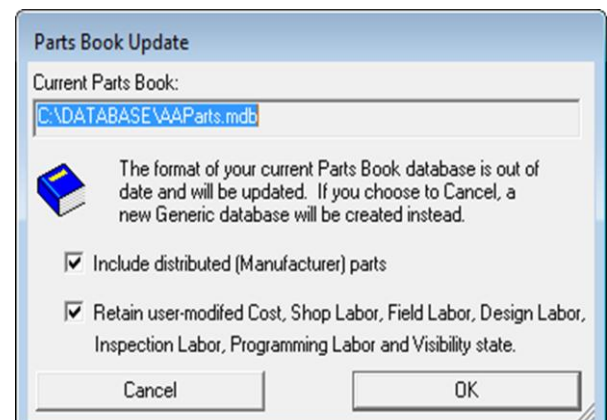 Parts Book Update
Current Parts Book:
C:\DATABASE\AAParts.mdb
The format of your current Parts Book database is out of
date and will be updated. If you choose to Cancel, a
new Generic database will be created instead.
Include distributed (Manufacturer) parts
Retain user-modifed Cost, Shop Labor, Field Labor, Design Labor,
Inspection Labor, Programming Labor and Visibility state.
Cancel
OK